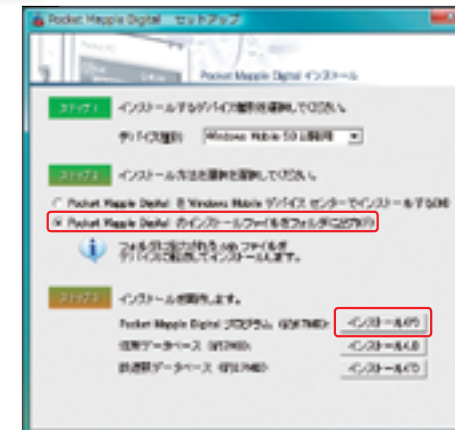 Pocket Mapple Digital セットアップ
Pocket Mapple Digital インストール
ステップ1 インストールするデバイス種別を選択してください。
デバイス種別: Windows Mobile 5.0 以降用
ステップ2 インストール方法を選択してください。
Pocket Mapple Digital を Windows Mobile デバイス センターでインストールする
Pocket Mapple Digital のインストールファイルをフォルダに出力
フォルダに出力された cab ファイルを
デバイスに転送してインストールします。
ステップ3 インストールを開始します。
Pocket Mapple Digital プログラム インストール
住所データベース インストール
インストール